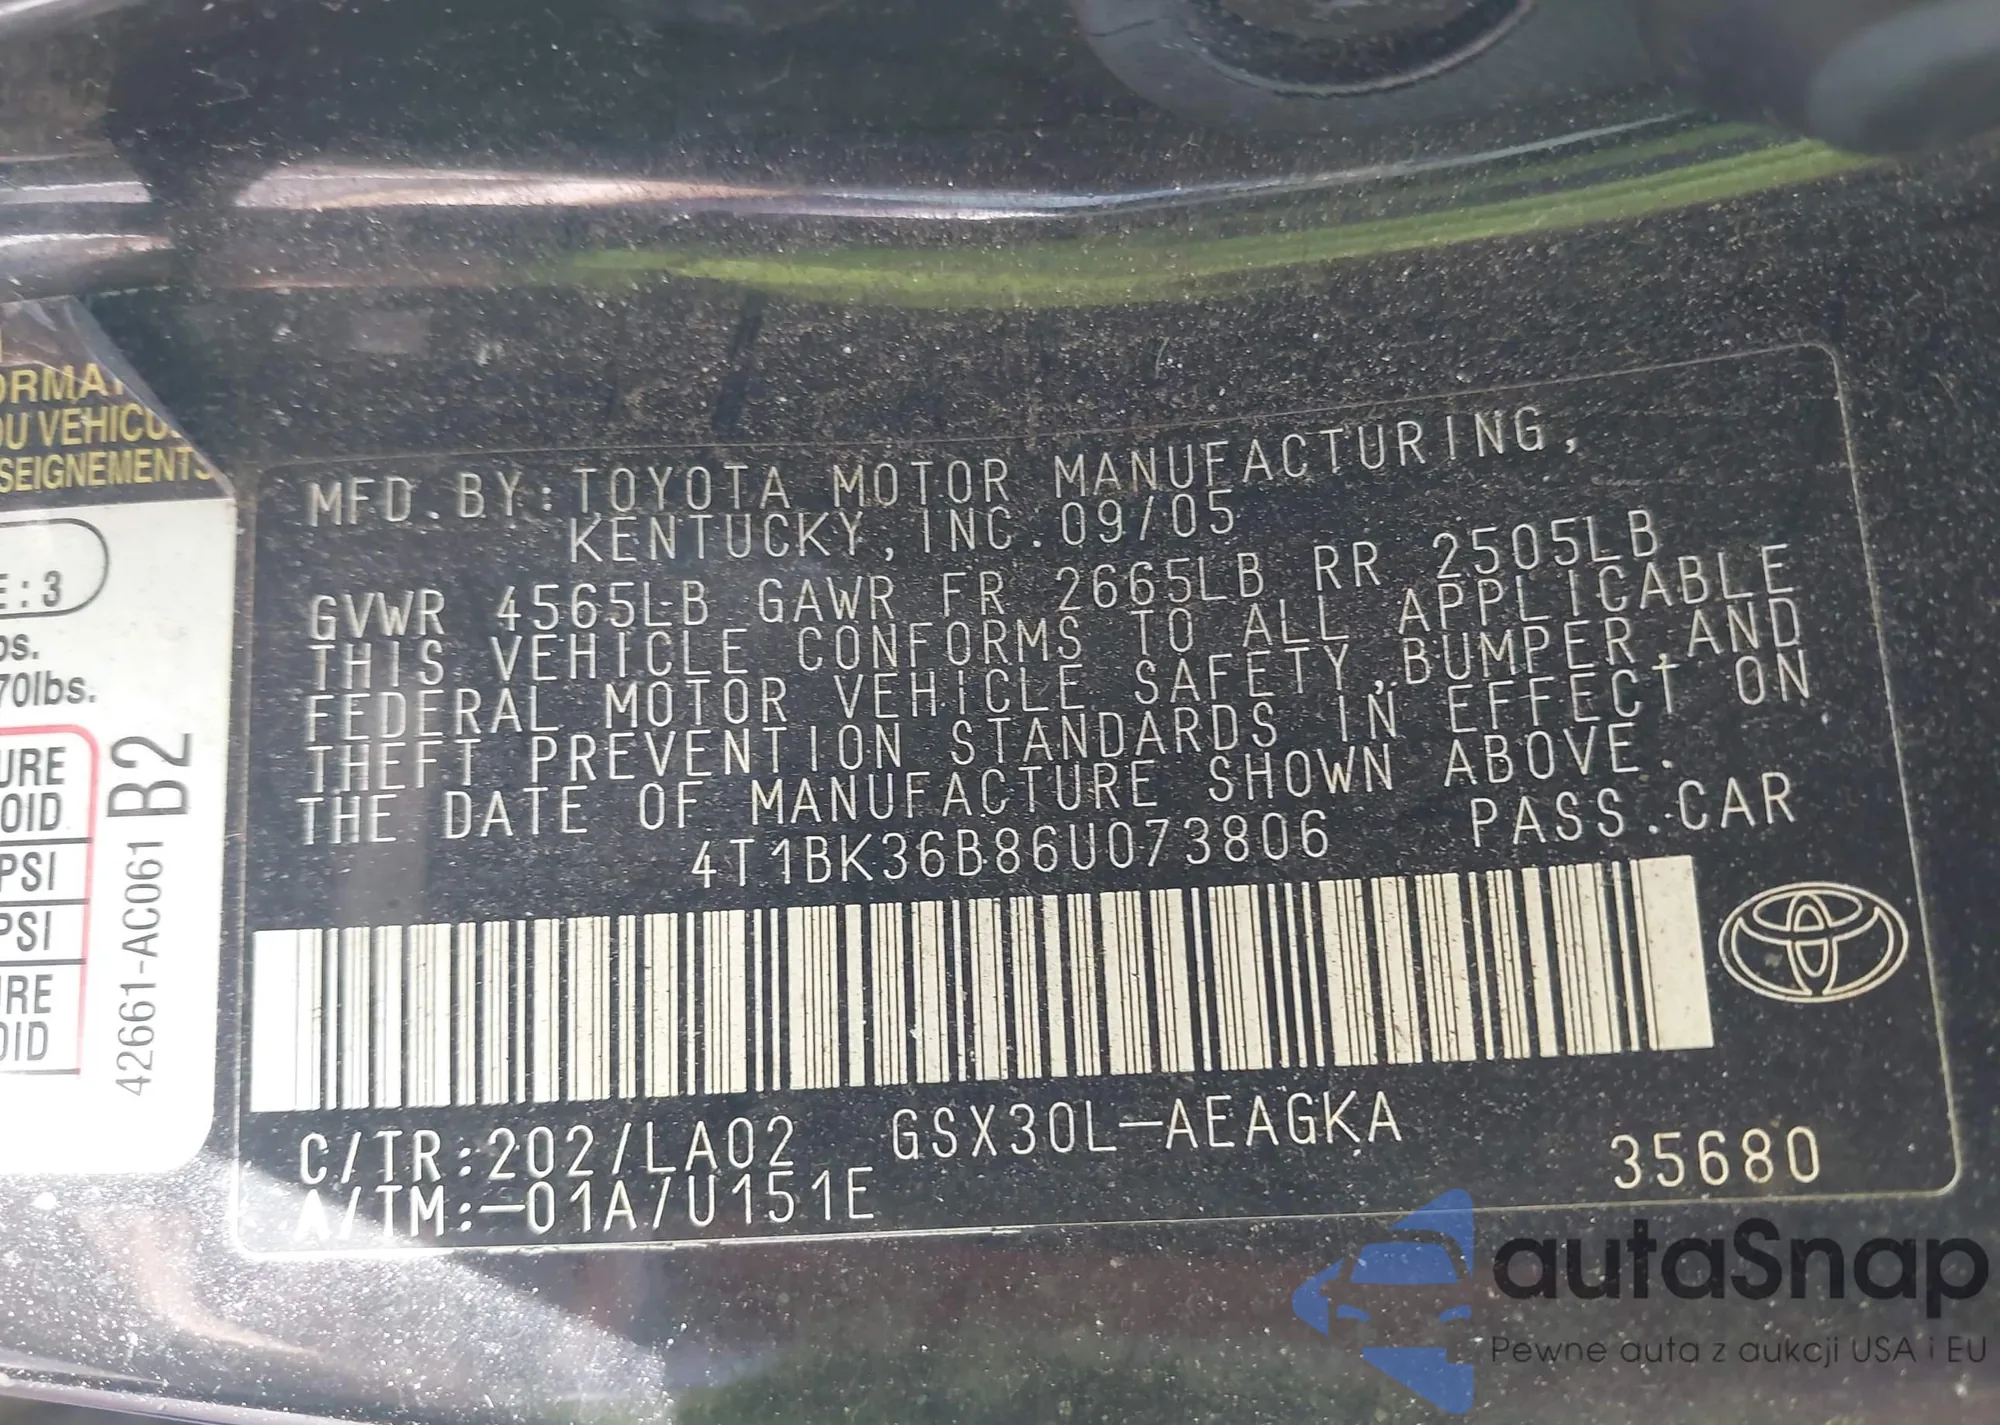 ORMAT
OU VEHICU
SEIGNEMENTS
E:3
bs.
70lbs.
URE
OID
PSI
PSI
URE
OID
42661-AC061 B2
MFD.BY:TOYOTA MOTOR MANUFACTURING,
KENTUCKY,INC.09/05
GVWR 4565LB GAWR FR 2665LB RR 2505LB
THIS VEHICLE CONFORMS TO ALL APPLICABLE
FEDERAL MOTOR VEHICLE SAFETY,BUMPER,AND
THEFT PREVENTION STANDARDS IN EFFECT ON
THE DATE OF MANUFACTURE SHOWN ABOVE.
4T1BK36B86U073806 PASS.CAR
C/TR:202/LA02 GSX30L-AEAGKA
A/TM:-01A/U151E 35680
autaSnap
Pewne auta z aukcji USA i EU